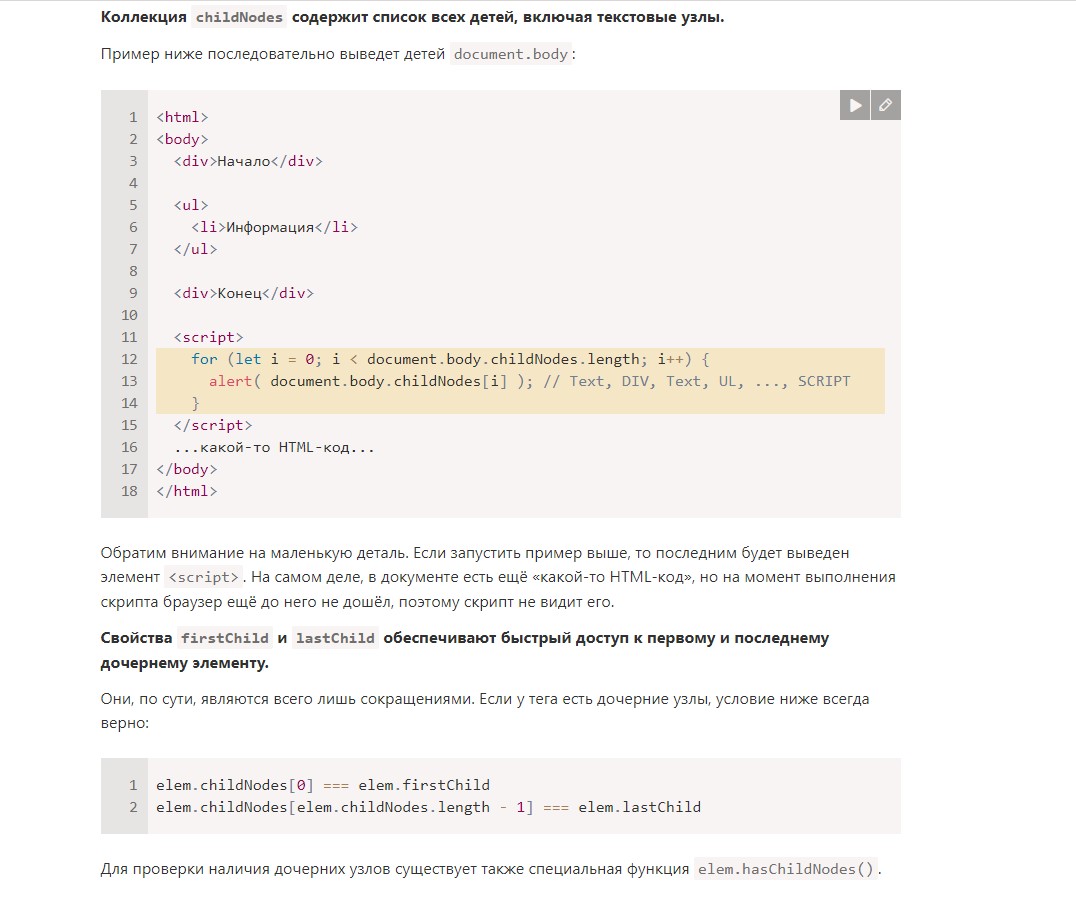 Коллекция childNodes содержит список всех детей, включая текстовые узлы.
Пример ниже последовательно выведет детей document.body:
1 <html>
2 <body>
3   <div>Начало</div>
4
5   <ul>
6     <li>Информация</li>
7   </ul>
8
9   <div>Конец</div>
10
11   <script>
12     for (let i = 0; i < document.body.childNodes.length; i++) {
13       alert( document.body.childNodes[i] ); // Text, DIV, Text, UL, ..., SCRIPT
14     }
15   </script>
16   ...какой-то HTML-код...
17 </body>
18 </html>
Обратим внимание на маленькую деталь. Если запустить пример выше, то последним будет выведен
элемент <script>. На самом деле, в документе есть ещё «какой-то HTML-код», но на момент выполнения
скрипта браузер ещё до него не дошёл, поэтому скрипт не видит его.
Свойства firstChild и lastChild обеспечивают быстрый доступ к первому и последнему
дочернему элементу.
Они, по сути, являются всего лишь сокращениями. Если у тега есть дочерние узлы, условие ниже всегда
верно:
1 elem.childNodes[0] === elem.firstChild
2 elem.childNodes[elem.childNodes.length - 1] === elem.lastChild
Для проверки наличия дочерних узлов существует также специальная функция elem.hasChildNodes().